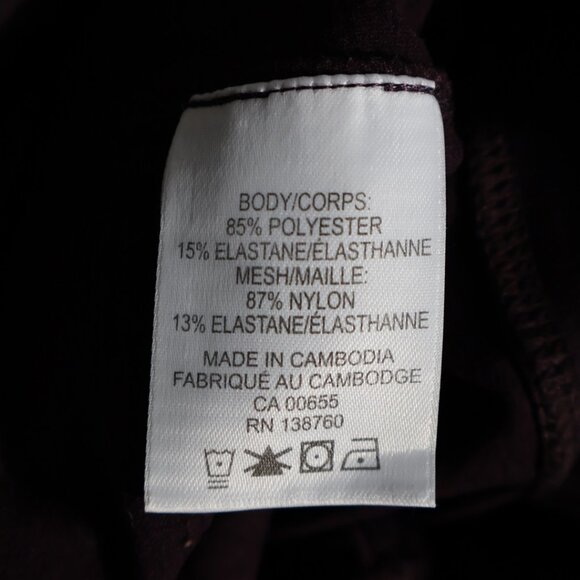 BODY/CORPS:
85% POLYESTER
15% ELASTANE/ÉLASTHANNE
MESH/MAILLE:
87% NYLON
13% ELASTANE/ÉLASTHANNE
MADE IN CAMBODIA
FABRIQUÉ AU CAMBODGE
CA 00655
RN 138760